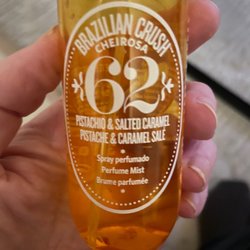 BRAZILIAN CRUSH
CHEIROSA
62
PISTACHIO & SALTED CARAMEL
PISTACHE & CARAMEL SALÉ
Spray perfumado
Perfume Mist
Brume parfumée